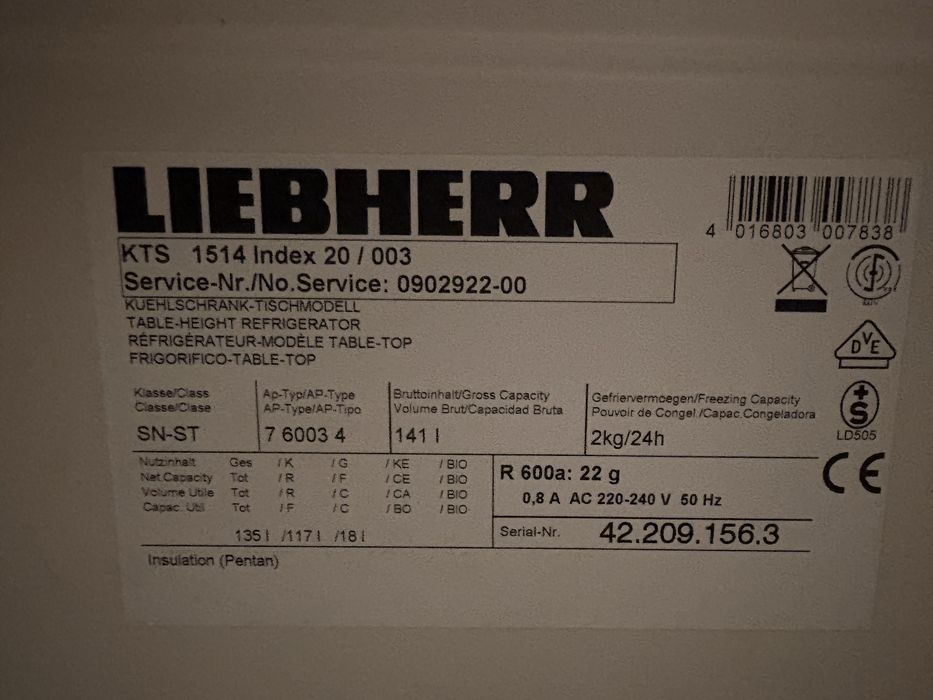 LIEBHERR
4 016803 007838
KTS 1514 Index 20 / 003
Service-Nr./No.Service: 0902922-00
KUEHLSCHRANK-TISCHMODELL
TABLE-HEIGHT REFRIGERATOR
RÉFRIGÉRATEUR-MODÈLE TABLE-TOP
FRIGORIFICO-TABLE-TOP
DVE
S
LD505
CE
Klasse/Class
Classe/Clase
SN-ST
Ap-Typ/AP-Type
AP-Type/AP-Tipo
7 6003 4
Bruttoinhalt/Gross Capacity
Volume Brut/Capacidad Bruta
141 l
Gefriervermoegen/Freezing Capacity
Pouvoir de Congel./Capac.Congeladora
2kg/24h
Nutzinhalt Ges / K / G / KE / BIO
Net.Capacity Tot / R / F / CE / BIO
Volume Utile Tot / R / C / CA / BIO
Capac. Util Tot / F / C / BO / BIO
135 l /117 l /18 l
R 600a: 22 g
0,8 A AC 220-240 V 50 Hz
Serial-Nr. 42.209.156.3
Insulation (Pentan)